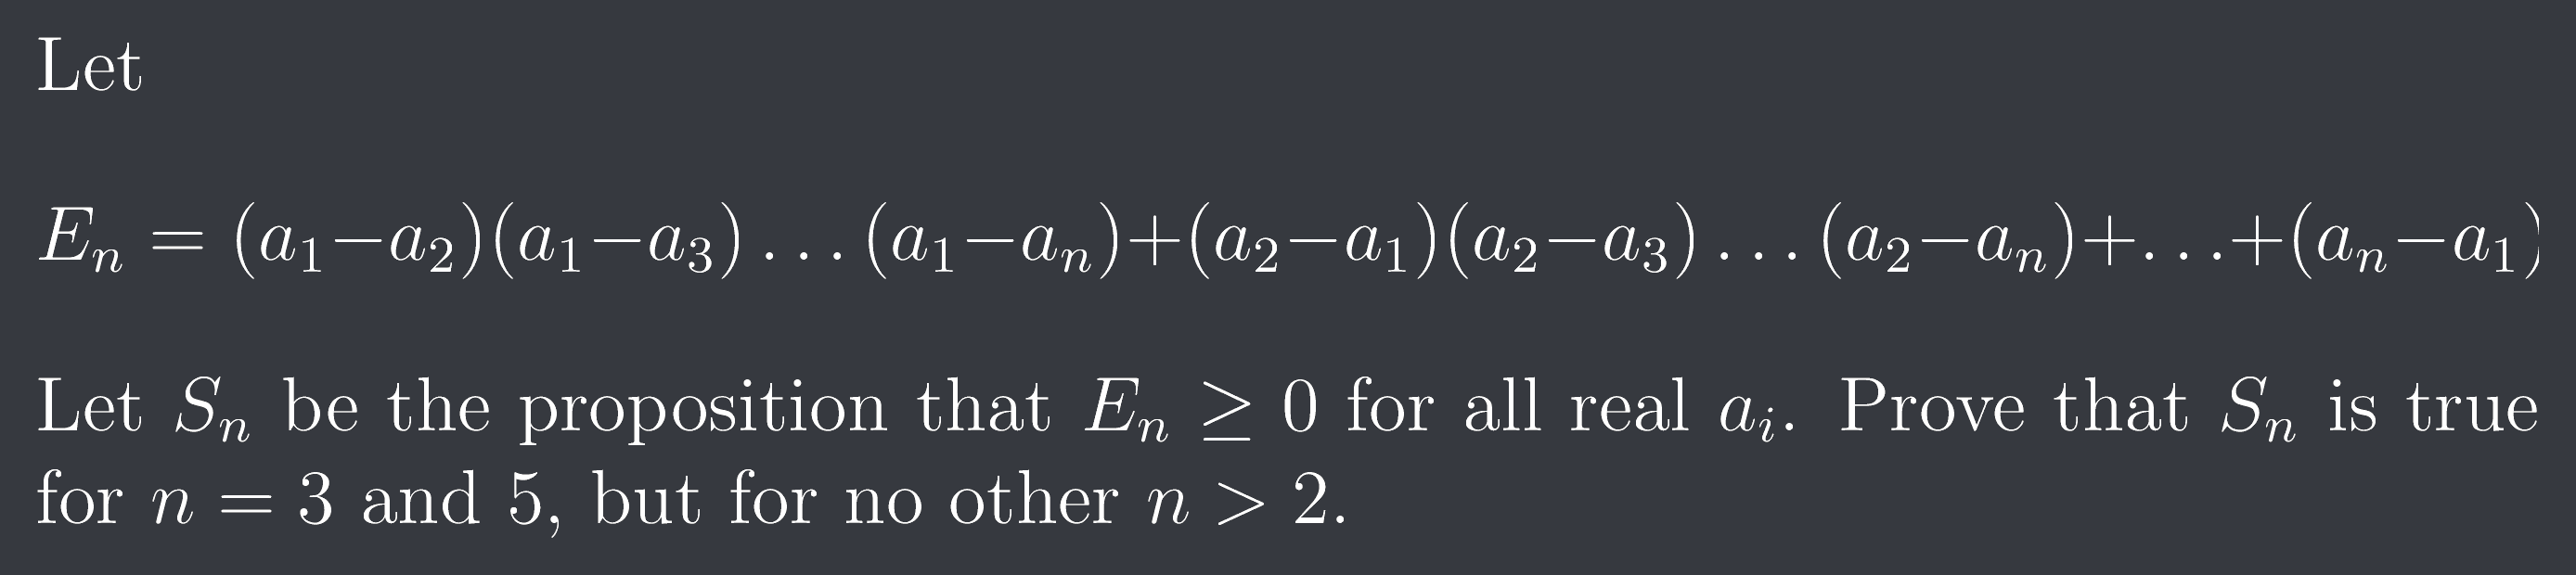 Let
E_n = (a_1−a_2)(a_1−a_3) . . . (a_1−a_n)+(a_2−a_1)(a_2−a_3) . . . (a_2−a_n)+. . .+(a_n−a_1)
Let S_n be the proposition that E_n ≥ 0 for all real a_i. Prove that S_n is true
for n = 3 and 5, but for no other n > 2.